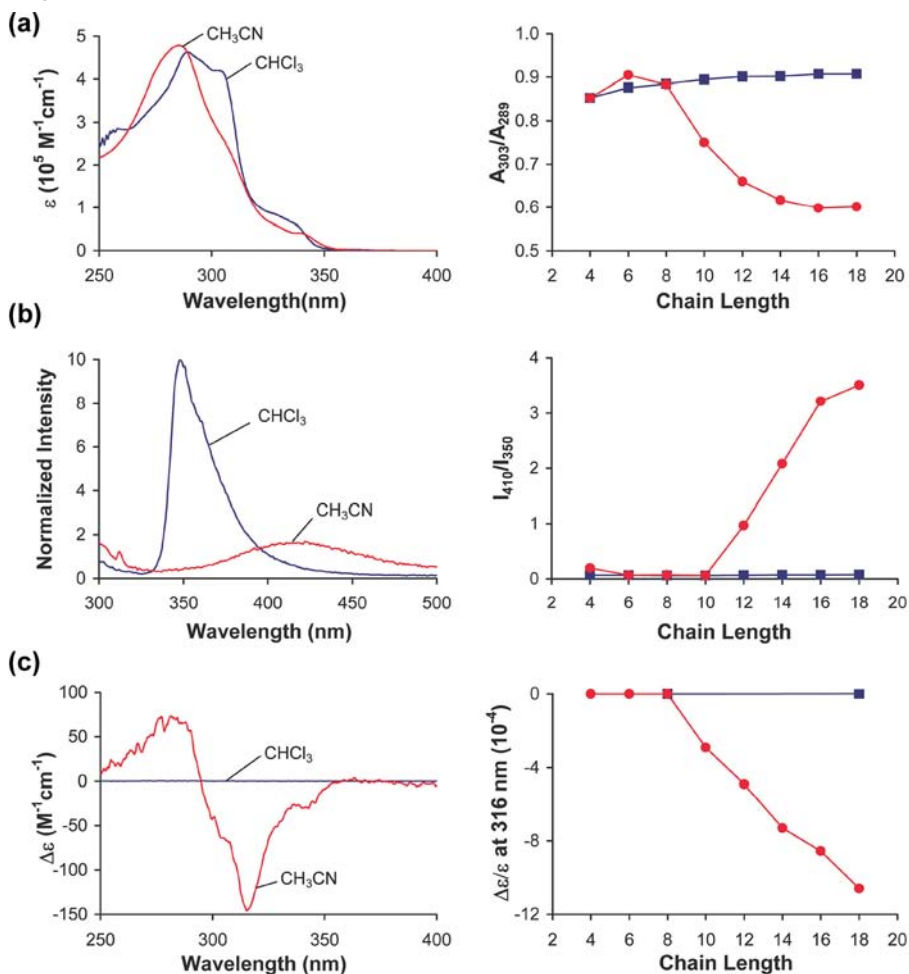 (a)
CH₃CN
CHCl₃
ε (10⁵ M⁻¹cm⁻¹)
5
4
3
2
1
0
250 300 350 400
Wavelength(nm)
A₃₀₃/A₂₈₉
1.0
0.9
0.8
0.7
0.6
0.5
2 4 6 8 10 12 14 16 18 20
Chain Length
(b)
Normalized Intensity
10
8
6
4
2
0
CHCl₃
CH₃CN
300 350 400 450 500
Wavelength (nm)
I₄₁₀/I₃₅₀
4
3
2
1
0
2 4 6 8 10 12 14 16 18 20
Chain Length
(c)
Δε (M⁻¹cm⁻¹)
100
50
0
-50
-100
-150
CHCl₃
CH₃CN
250 300 350 400
Wavelength (nm)
Δε/ε at 316 nm (10⁻⁴)
0
-4
-8
-12
2 4 6 8 10 12 14 16 18 20
Chain Length